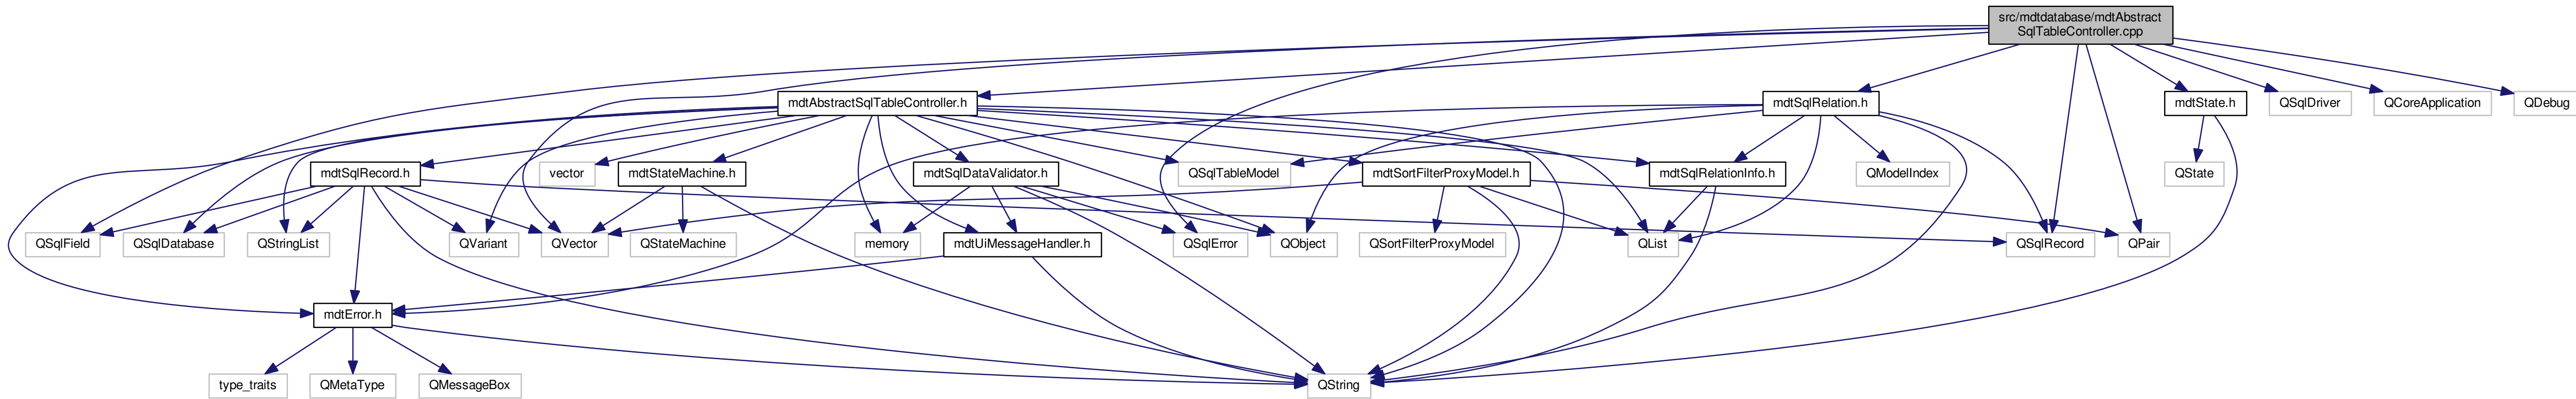 src/mdtdatabase/mdtAbstract
SqlTableController.cpp
mdtAbstractSqlTableController.h
mdtSqlRelation.h
mdtState.h
QSqlDriver
QCoreApplication
QDebug
mdtSqlRecord.h
vector
mdtStateMachine.h
mdtSqlDataValidator.h
QSqlTableModel
mdtSortFilterProxyModel.h
mdtSqlRelationInfo.h
QModelIndex
QState
QSqlField
QSqlDatabase
QStringList
QVariant
QVector
QStateMachine
memory
mdtUiMessageHandler.h
QSqlError
QObject
QSortFilterProxyModel
QList
QSqlRecord
QPair
mdtError.h
type_traits
QMetaType
QMessageBox
QString